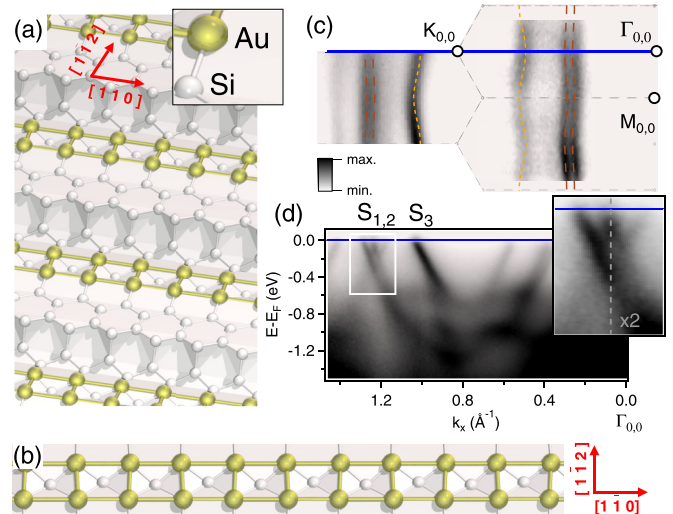 (a)
[1 1 2]
[1 1 0]
Au
Si
(c)
K0,0
Γ0,0
M0,0
max.
min.
(d)
S1,2
S3
0.0
-0.4
-0.8
-1.2
E-EF (eV)
1.2
0.8
0.4
0.0
kx (Å-1)
Γ0,0
x2
(b)
[1 1 2]
[1 1 0]